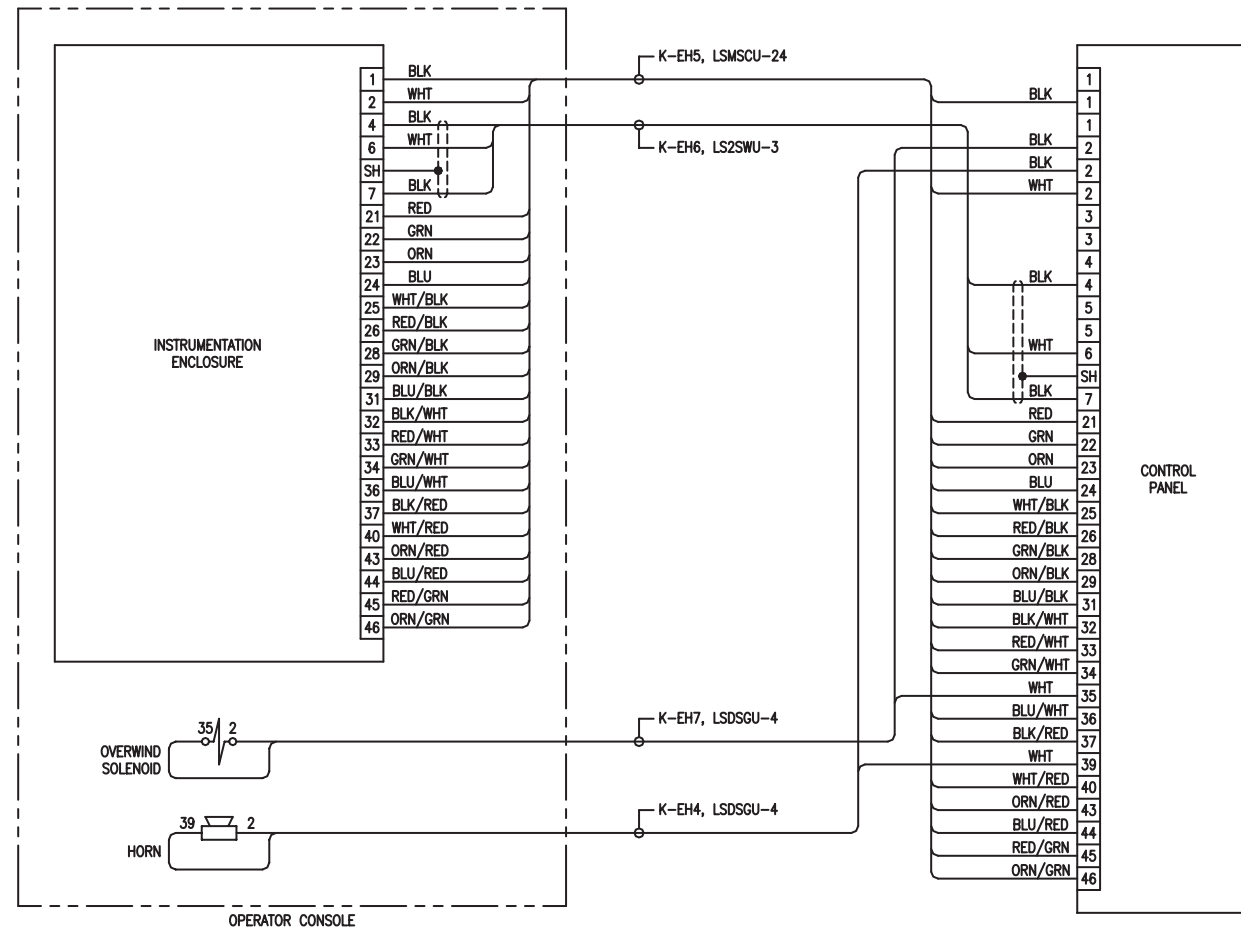 K-EH5, LSMSCU-24
K-EH6, LS2SWU-3
INSTRUMENTATION
ENCLOSURE
1 BLK
2 WHT
4 BLK
6 WHT
SH
7 BLK
21 RED
22 GRN
23 ORN
24 BLU
25 WHT/BLK
26 RED/BLK
28 GRN/BLK
29 ORN/BLK
31 BLU/BLK
32 BLK/WHT
33 RED/WHT
34 GRN/WHT
36 BLU/WHT
37 BLK/RED
40 WHT/RED
43 ORN/RED
44 BLU/RED
45 RED/GRN
46 ORN/GRN
1
BLK 1
1
BLK 2
BLK 2
WHT 2
3
3
4
BLK 4
5
5
WHT 6
SH
BLK 7
RED 21
GRN 22
ORN 23
BLU 24
WHT/BLK 25
RED/BLK 26
GRN/BLK 28
ORN/BLK 29
BLU/BLK 31
BLK/WHT 32
RED/WHT 33
GRN/WHT 34
WHT 35
BLU/WHT 36
BLK/RED 37
WHT 39
WHT/RED 40
ORN/RED 43
BLU/RED 44
RED/GRN 45
ORN/GRN 46
CONTROL
PANEL
35 2
OVERWIND
SOLENOID
K-EH7, LSDSGU-4
39 2
HORN
K-EH4, LSDSGU-4
OPERATOR CONSOLE